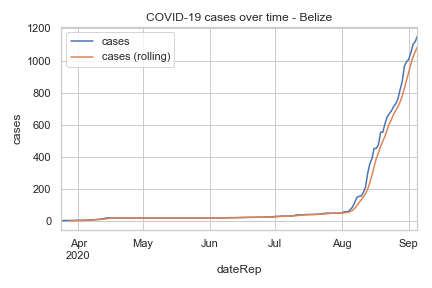 COVID-19 cases over time - Belize
cases
cases (rolling)
1200
1000
800
600
400
200
0
cases
Apr
2020
May
Jun
Jul
Aug
Sep
dateRep